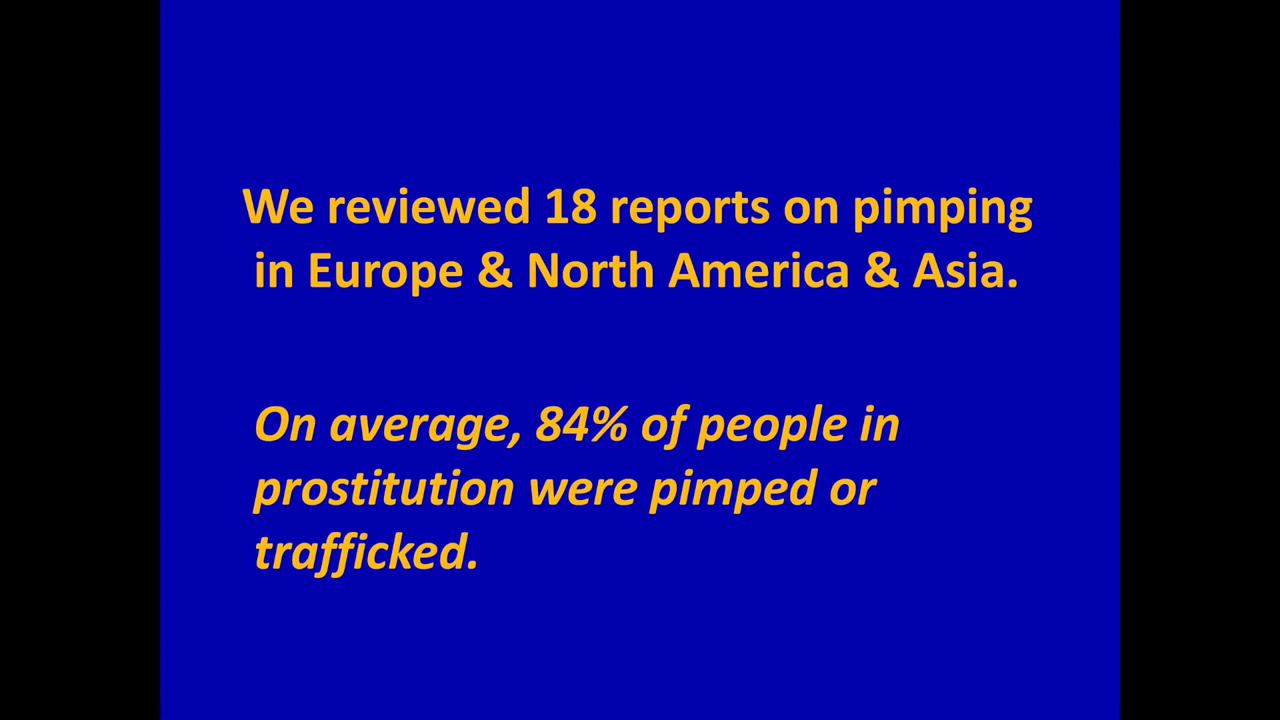 We reviewed 18 reports on pimping
in Europe & North America & Asia.
On average, 84% of people in
prostitution were pimped or
trafficked.